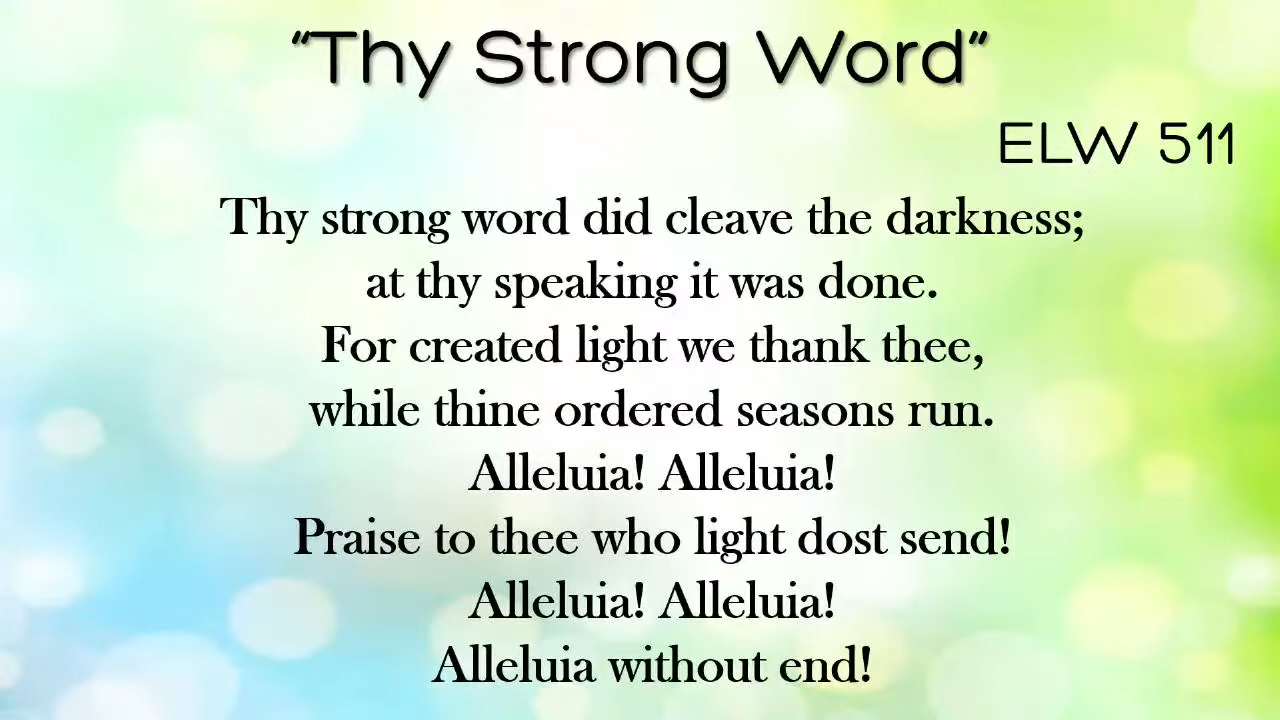 “Thy Strong Word”
ELW 511
Thy strong word did cleave the darkness;
at thy speaking it was done.
For created light we thank thee,
while thine ordered seasons run.
Alleluia! Alleluia!
Praise to thee who light dost send!
Alleluia! Alleluia!
Alleluia without end!